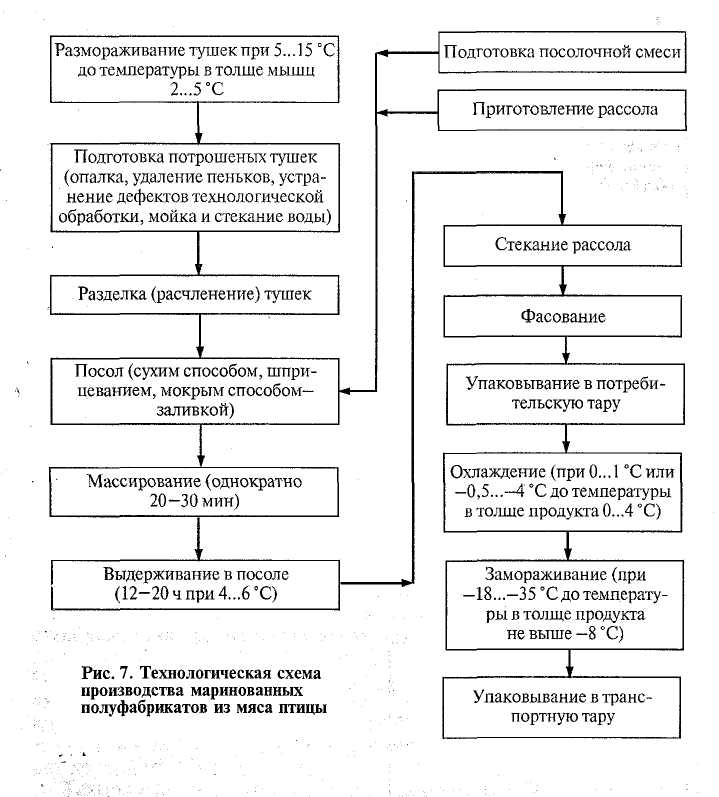 Размораживание тушек при 5...15 °С
до температуры в толще мышц
2...5 °С
Подготовка посолочной смеси
Приготовление рассола
Подготовка потрошеных тушек
(опалка, удаление пеньков, устра-
нение дефектов технологической
обработки, мойка и стекание воды)
Разделка (расчленение) тушек
Посол (сухим способом, шпри-
цеванием, мокрым способом—
заливкой)
Массирование (однократно
20—30 мин)
Выдерживание в посоле
(12—20 ч при 4...6 °С)
Стекание рассола
Фасование
Упаковывание в потреби-
тельскую тару
Охлаждение (при 0...1 °С или
—0,5...—4 °С до температуры
в толще продукта 0...4 °С)
Замораживание (при
—18...—35 °С до температу-
ры в толще продукта
не выше —8 °С)
Упаковывание в тран-
спортную тару
Рис. 7. Технологическая схема
производства маринованных
полуфабрикатов из мяса птицы